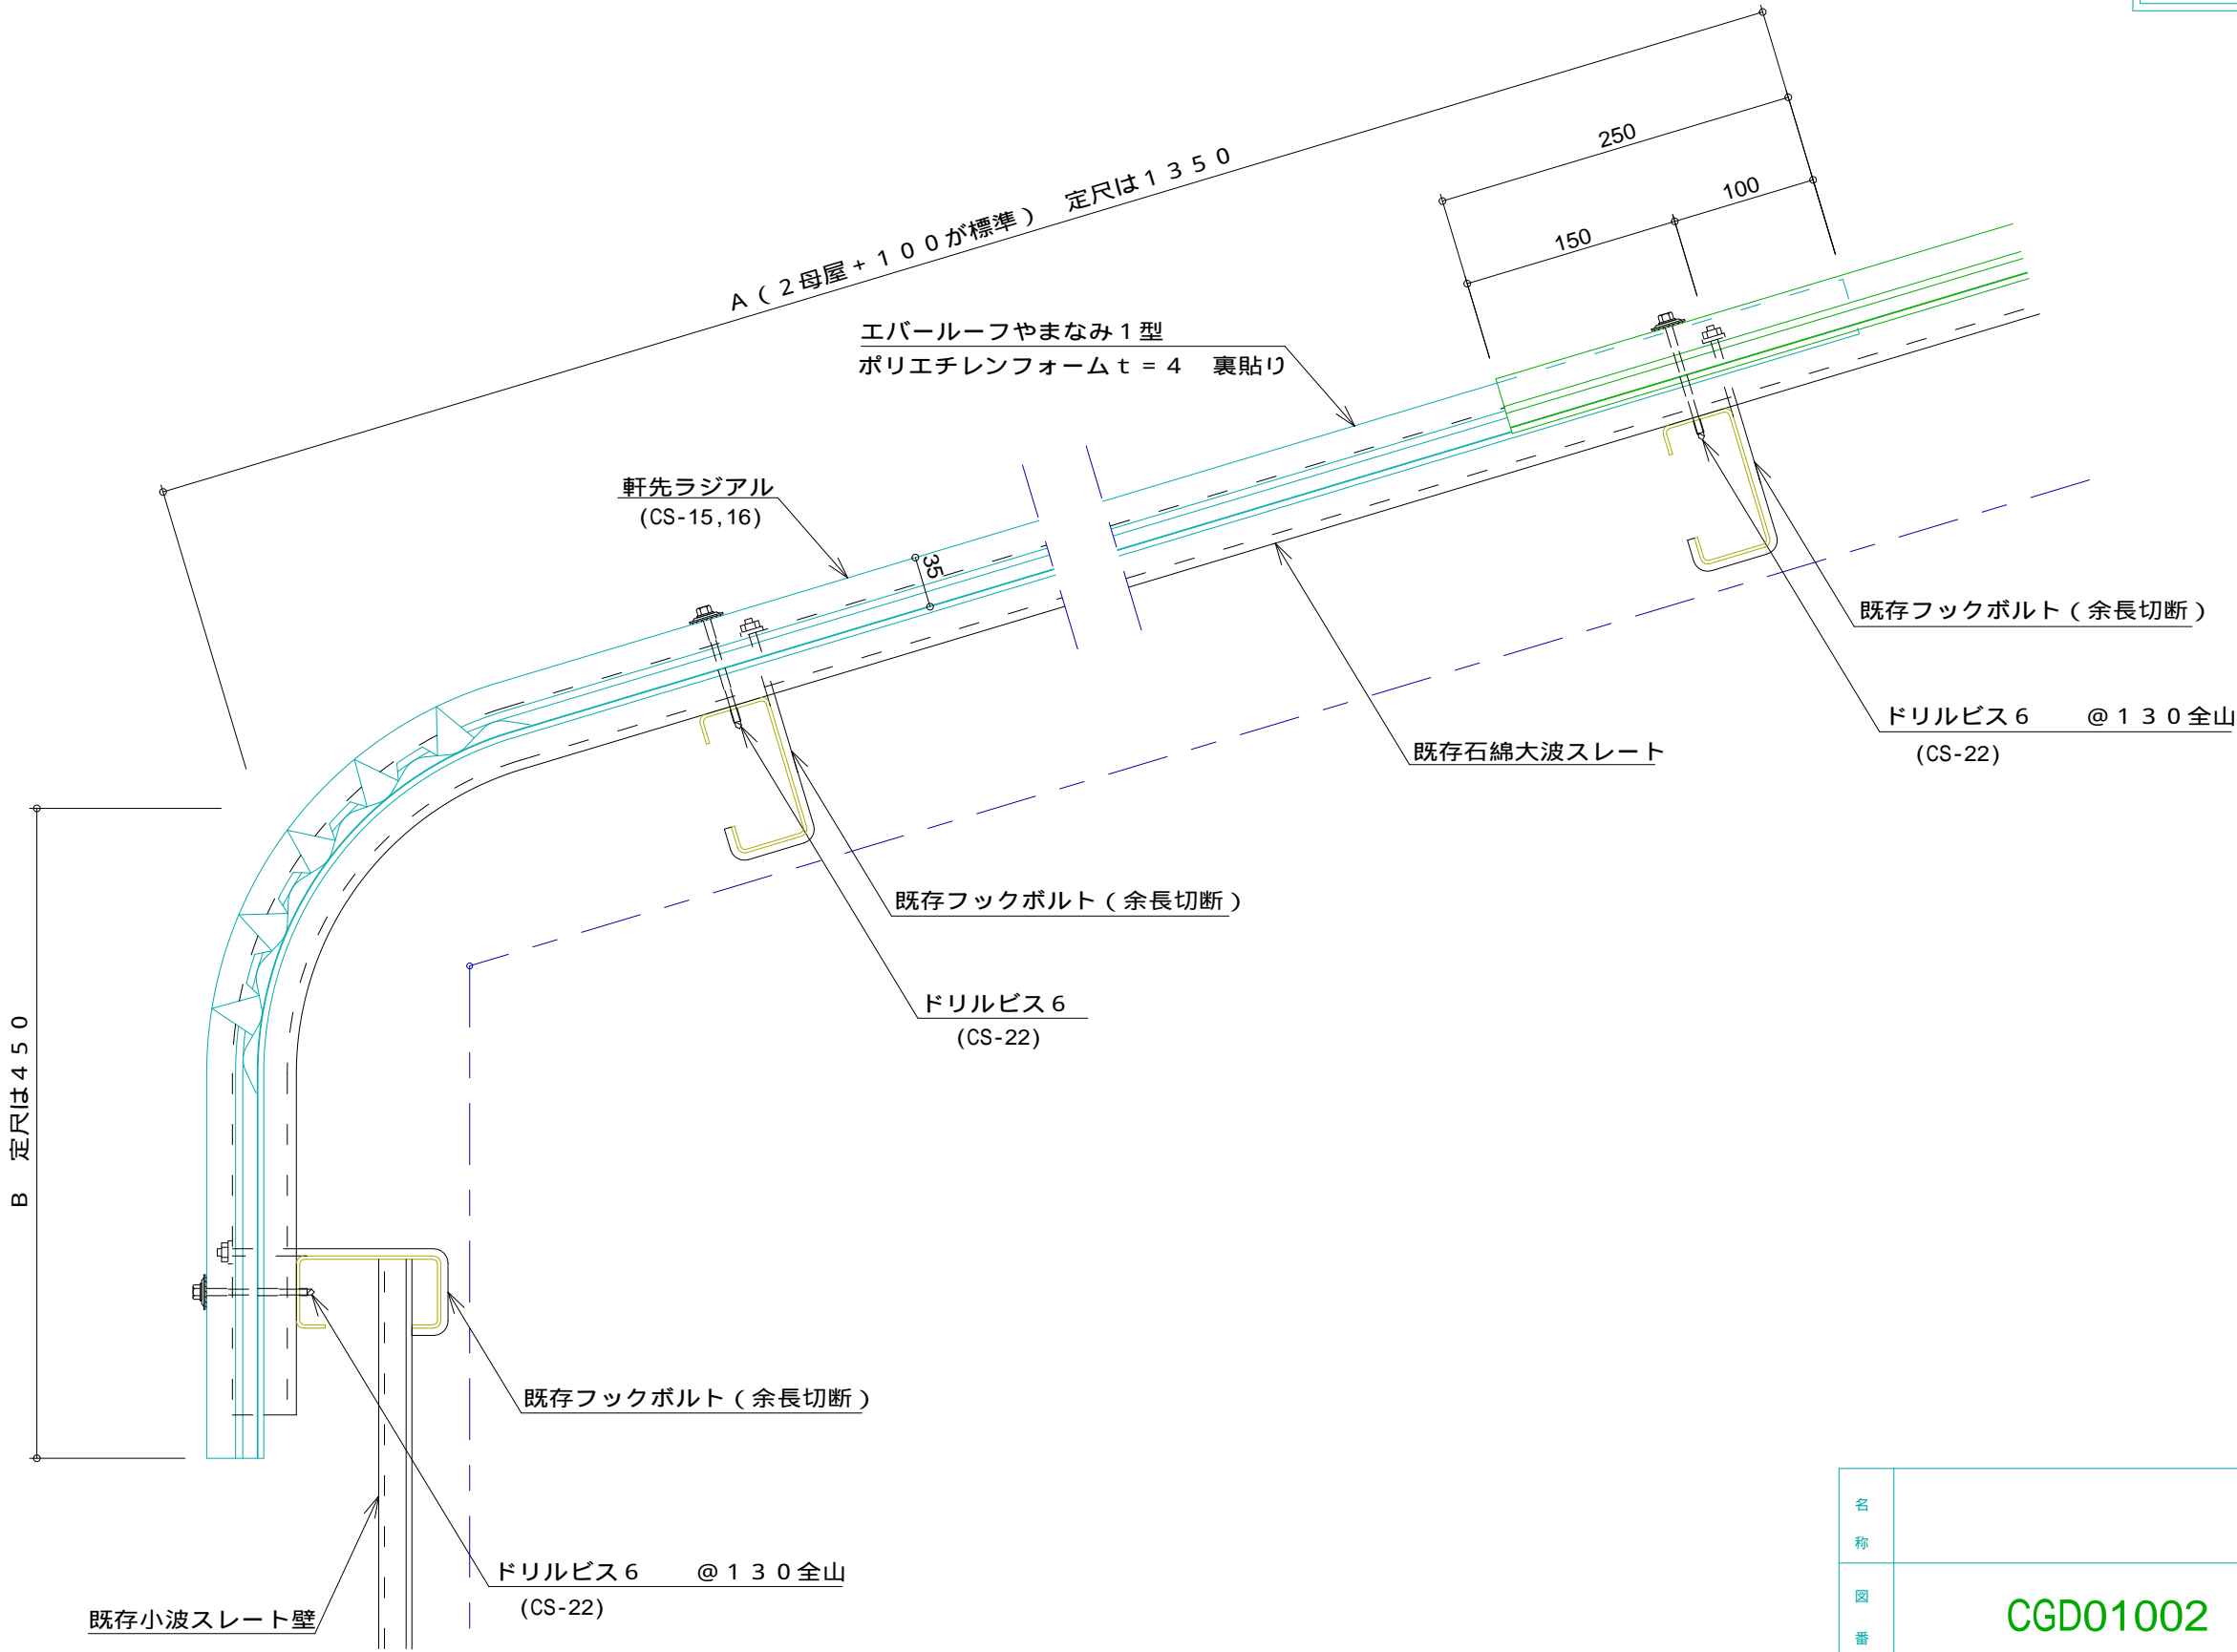 A（２母屋＋１００が標準）　定尺は１３５０
250
150
100
エバールーフやまなみ１型
ポリエチレンフォームｔ＝４　裏貼り
軒先ラジアル
(CS-15,16)
35
既存フックボルト（余長切断）
ドリルビス６　　＠１３０全山
(CS-22)
既存石綿大波スレート
既存フックボルト（余長切断）
ドリルビス６
(CS-22)
B　定尺は４５０
既存フックボルト（余長切断）
ドリルビス６　　＠１３０全山
(CS-22)
既存小波スレート壁
名称
図番
CGD01002